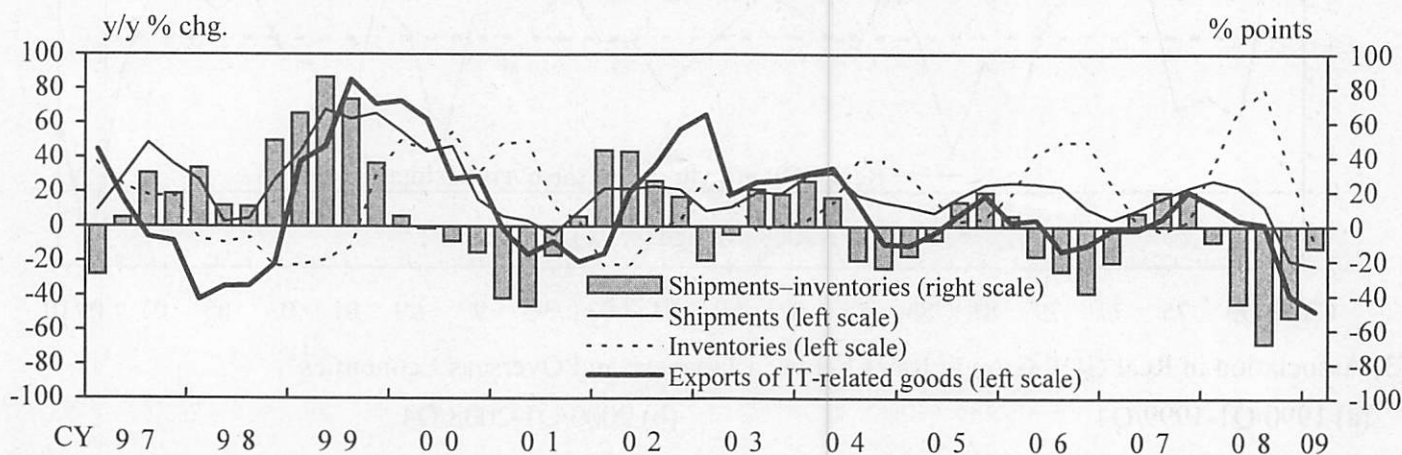 y/y % chg. % points
100 100
80 80
60 60
40 40
20 20
0 0
-20 -20
-40 -40
-60 -60
-80 -80
-100 -100
Shipments–inventories (right scale)
Shipments (left scale)
Inventories (left scale)
Exports of IT-related goods (left scale)
CY 97 98 99 00 01 02 03 04 05 06 07 08 09